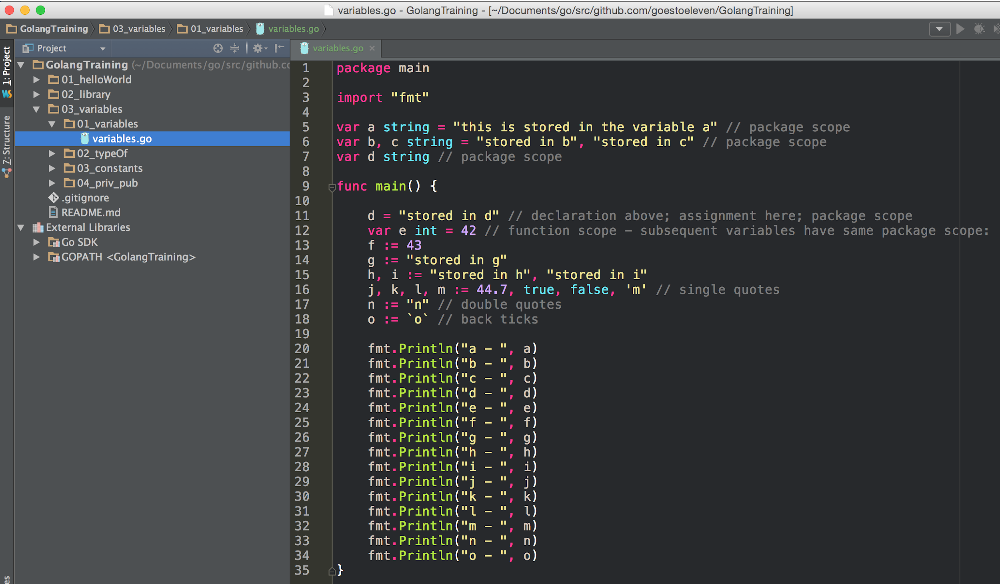 variables.go - GolangTraining - [~/Documents/go/src/github.com/goestoeleven/GolangTraining]
GolangTraining 03_variables 01_variables variables.go
1: Project
7: Structure
Project
GolangTraining (~/Documents/go/src/github.co
01_helloWorld
02_library
03_variables
01_variables
variables.go
02_typeOf
03_constants
04_priv_pub
.gitignore
README.md
External Libraries
Go SDK
GOPATH <GolangTraining>
variables.go
1 package main
2
3 import "fmt"
4
5 var a string = "this is stored in the variable a" // package scope
6 var b, c string = "stored in b", "stored in c" // package scope
7 var d string // package scope
8
9 func main() {
10
11 d = "stored in d" // declaration above; assignment here; package scope
12 var e int = 42 // function scope – subsequent variables have same package scope:
13 f := 43
14 g := "stored in g"
15 h, i := "stored in h", "stored in i"
16 j, k, l, m := 44.7, true, false, 'm' // single quotes
17 n := "n" // double quotes
18 o := `o` // back ticks
19
20 fmt.Println("a – ", a)
21 fmt.Println("b – ", b)
22 fmt.Println("c – ", c)
23 fmt.Println("d – ", d)
24 fmt.Println("e – ", e)
25 fmt.Println("f – ", f)
26 fmt.Println("g – ", g)
27 fmt.Println("h – ", h)
28 fmt.Println("i – ", i)
29 fmt.Println("j – ", j)
30 fmt.Println("k – ", k)
31 fmt.Println("l – ", l)
32 fmt.Println("m – ", m)
33 fmt.Println("n – ", n)
34 fmt.Println("o – ", o)
35 }